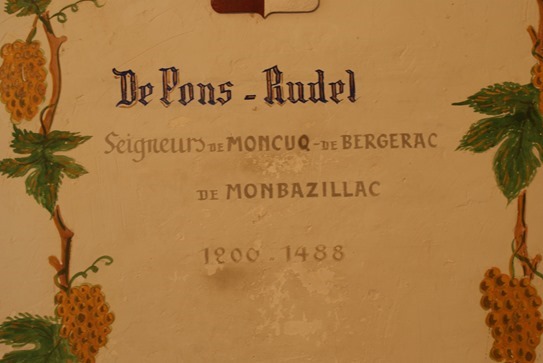 De Pons - Rudel
Seigneurs DE MONCUQ - DE BERGERAC
DE MONBAZILLAC
1200 - 1488